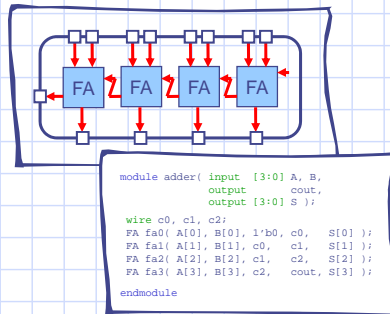 FA FA FA FA
module adder( input [3:0] A, B,
output cout,
output [3:0] S );
wire c0, c1, c2;
FA fa0( A[0], B[0], 1'b0, c0, S[0] );
FA fa1( A[1], B[1], c0, c1, S[1] );
FA fa2( A[2], B[2], c1, c2, S[2] );
FA fa3( A[3], B[3], c2, cout, S[3] );
endmodule